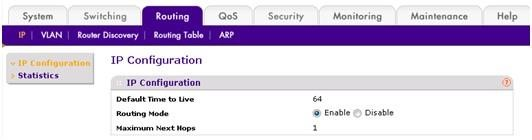 System Switching Routing QoS Security Monitoring Maintenance Help
IP | VLAN | Router Discovery | Routing Table | ARP
IP Configuration
Statistics
IP Configuration
IP Configuration
Default Time to Live 64
Routing Mode Enable Disable
Maximum Next Hops 1